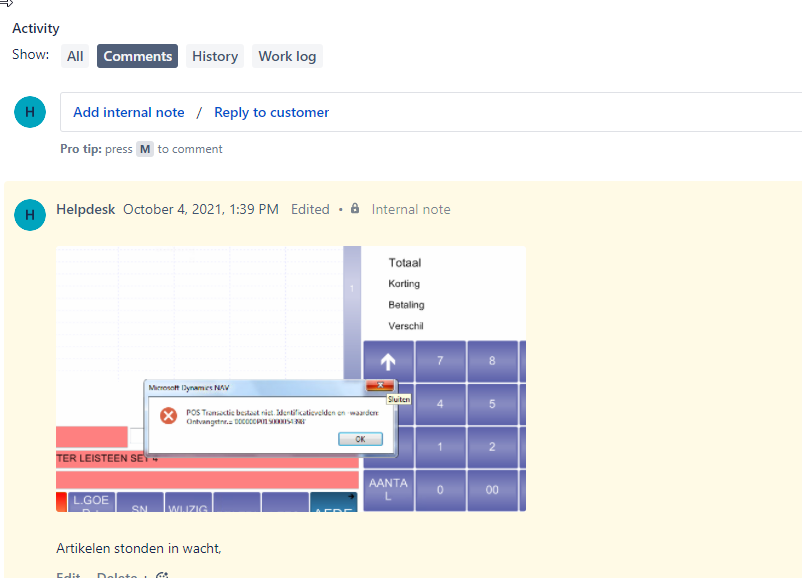 Activity
Show: All Comments History Work log
H
Add internal note / Reply to customer
Pro tip: press M to comment
H
Helpdesk October 4, 2021, 1:39 PM Edited • Internal note
Totaal
1 Korting
Betaling
Verschil
7 8
Microsoft Dynamics NAV
Sluiten
4 5
POS Transactie bestaat niet. Identificatievelden en -waarden:
Ontvangstnr.=
OK
1 2
TER LEISTEEN SET 4
AANTA
L
0 00
L.GOE
SN WIJZIG
Artikelen stonden in wacht,
Edit · Delete ·